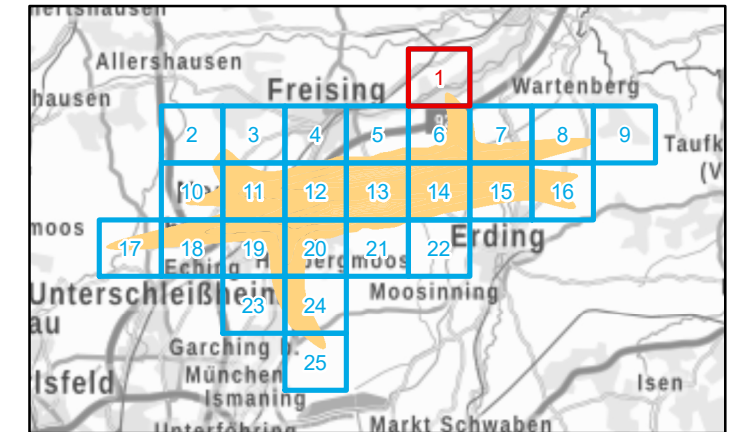 Allershausen
1
hausen
Freising
Wartenberg
2 3 4 5 6 7 8 9
Taufk
(V
10 11 12 13 14 15 16
moos
17 18 19 20 21 22
Erding
Eching
Unterschleißheim
23 24
Moosinning
au
Garching b.
25
München
lsfeld
Isen
Ismaning
Markt Schwaben
Unterföhring